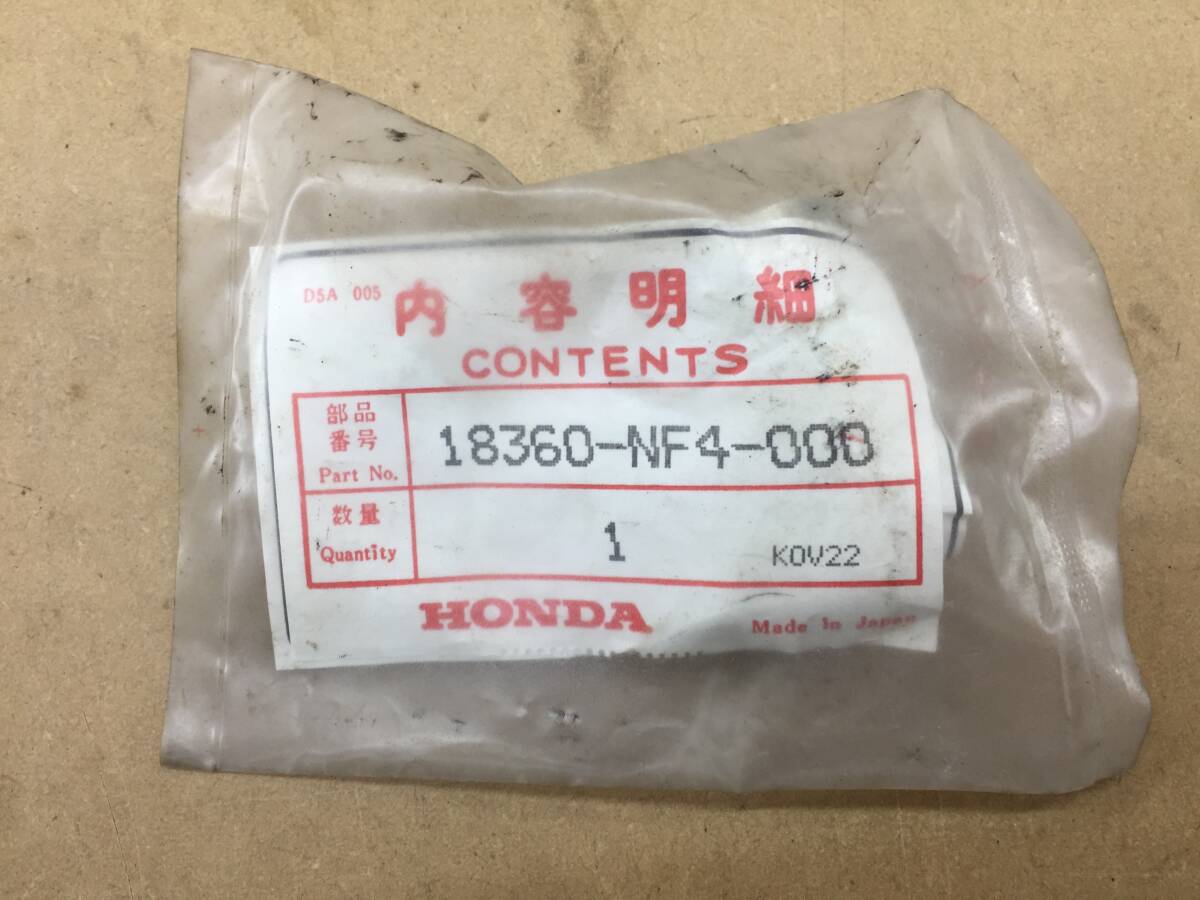 DSA 005
内容明細
CONTENTS
部品
番号
Part No.
18360-NF4-000
数量
Quantity
1
K0V22
HONDA
Made in Japan